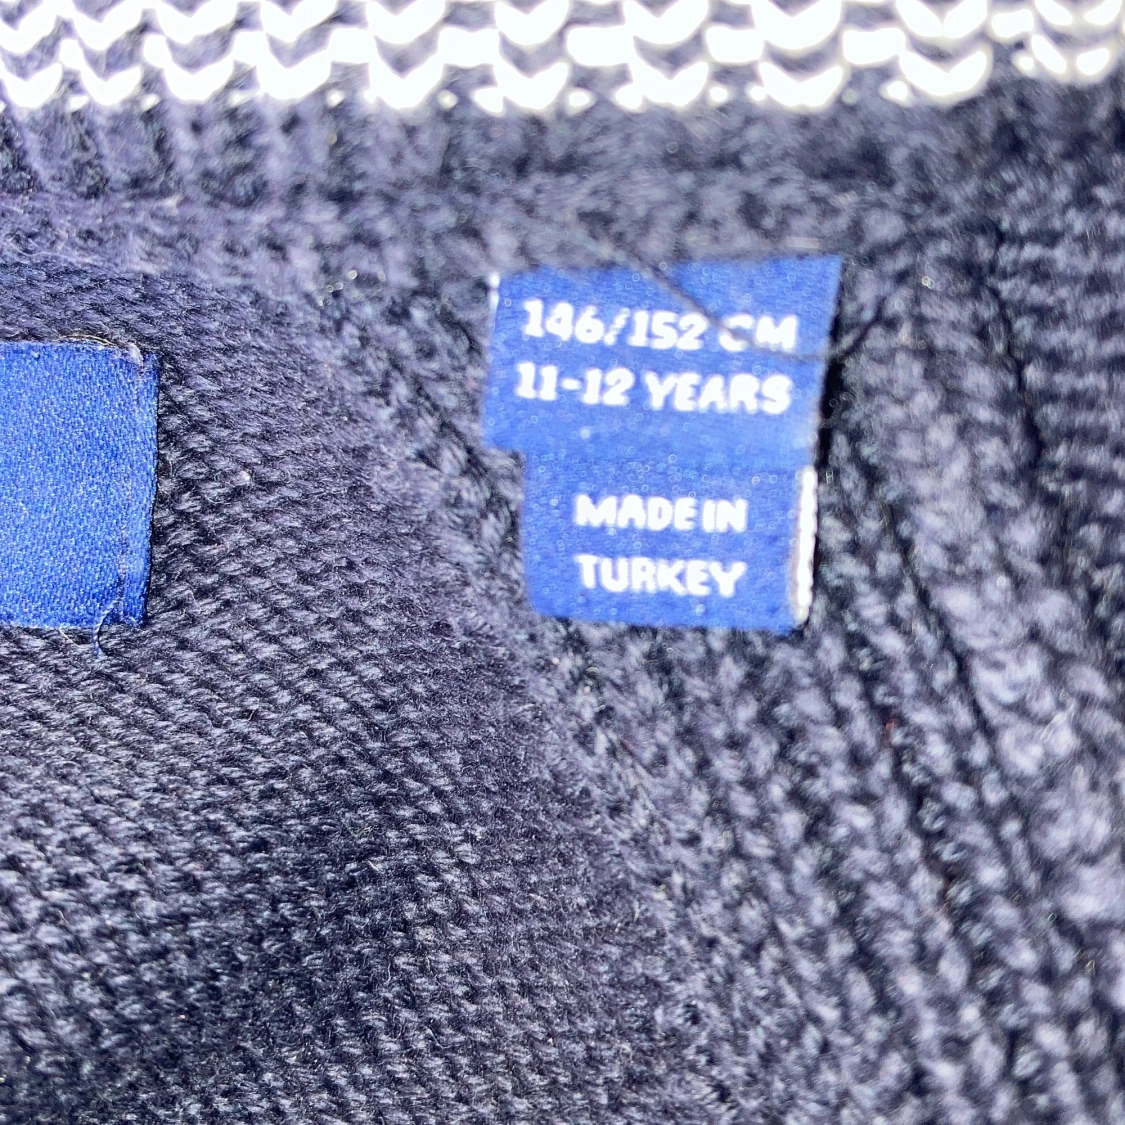 146/152 CM
11-12 YEARS
MADE IN
TURKEY